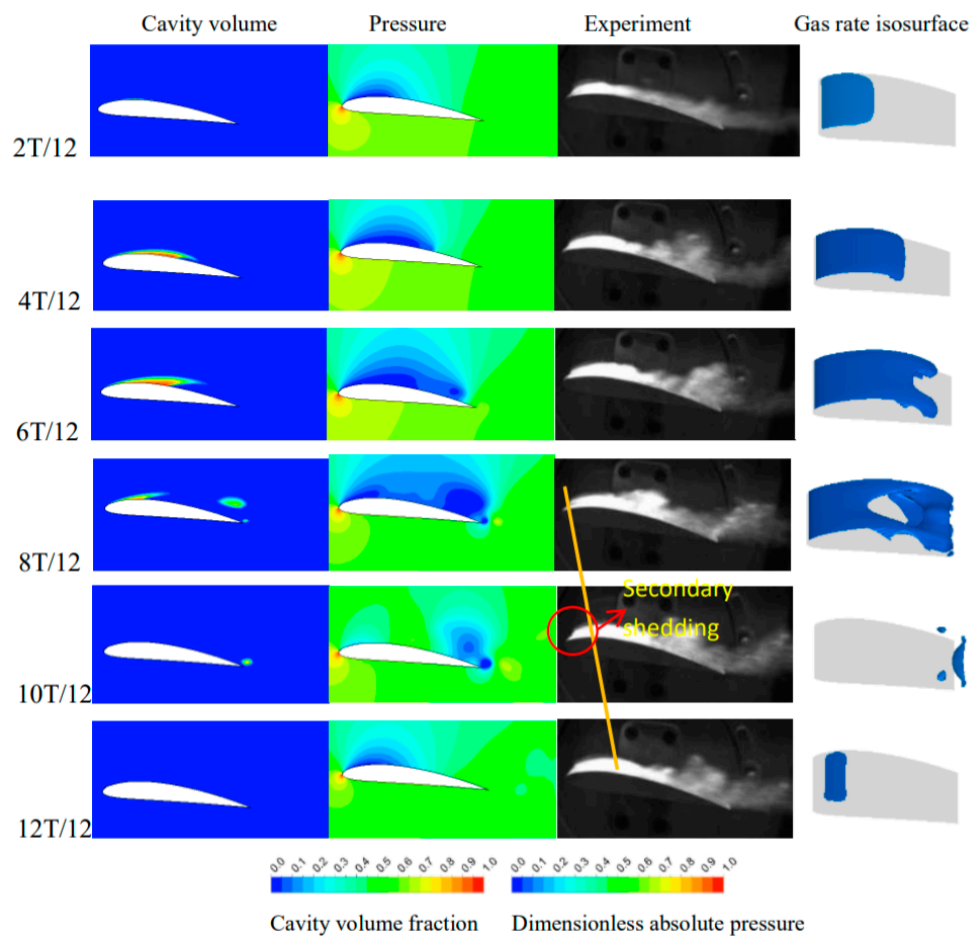 Cavity volume Pressure Experiment Gas rate isosurface
2T/12
4T/12
6T/12
8T/12
Secondary
shedding
10T/12
12T/12
0.0 0.1 0.2 0.3 0.4 0.5 0.6 0.7 0.8 0.9 1.0 0.0 0.1 0.2 0.3 0.4 0.5 0.6 0.7 0.8 0.9 1.0
Cavity volume fraction Dimensionless absolute pressure